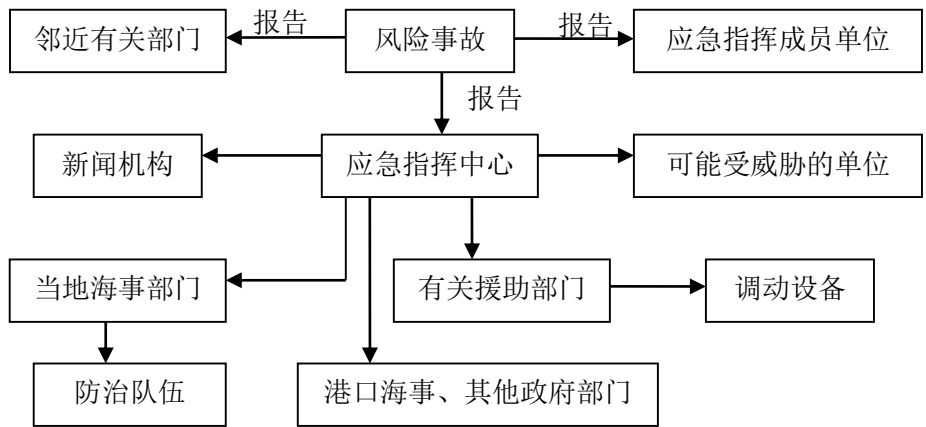 邻近有关部门
报告
风险事故
报告
应急指挥成员单位
报告
新闻机构
应急指挥中心
可能受威胁的单位
当地海事部门
有关援助部门
调动设备
防治队伍
港口海事、其他政府部门